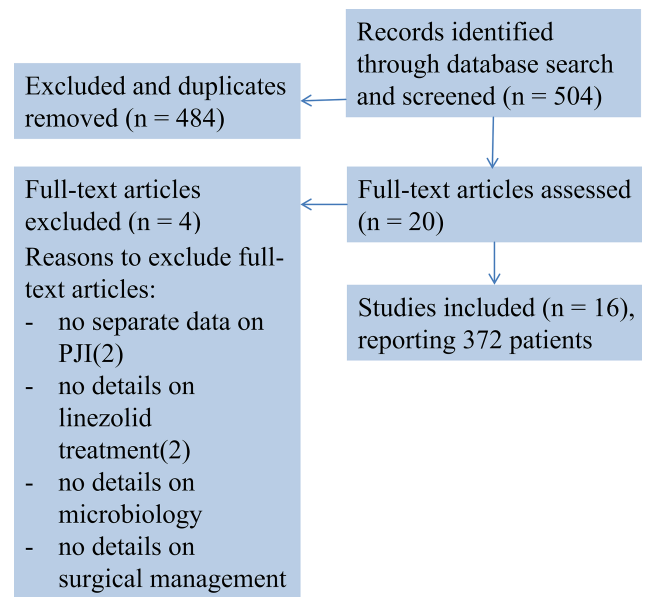 Records identified
through database search
and screened (n = 504)
Excluded and duplicates
removed (n = 484)
Full-text articles assessed
(n = 20)
Full-text articles
excluded (n = 4)
Reasons to exclude full-
text articles:
- no separate data on
PJI(2)
- no details on
linezolid
treatment(2)
- no details on
microbiology
- no details on
surgical management
Studies included (n = 16),
reporting 372 patients